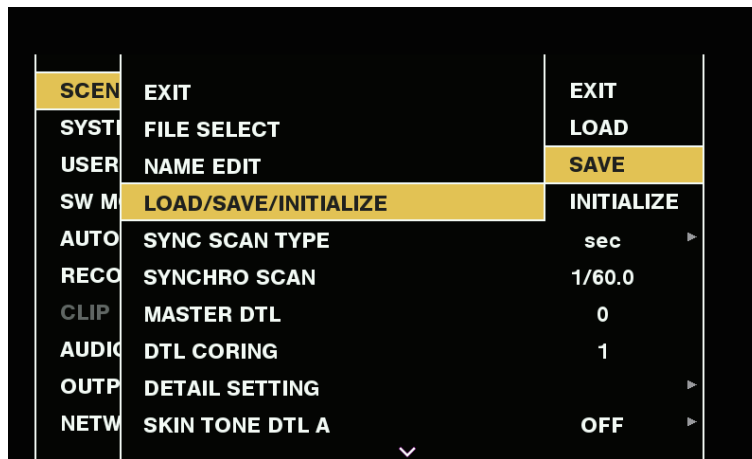 SCEN EXIT EXIT
SYSTI FILE SELECT LOAD
USER NAME EDIT SAVE
SW M LOAD/SAVE/INITIALIZE INITIALIZE
AUTO SYNC SCAN TYPE sec
RECO SYNCHRO SCAN 1/60.0
CLIP MASTER DTL 0
AUDIO DTL CORING 1
OUTP DETAIL SETTING
NETW SKIN TONE DTL A OFF